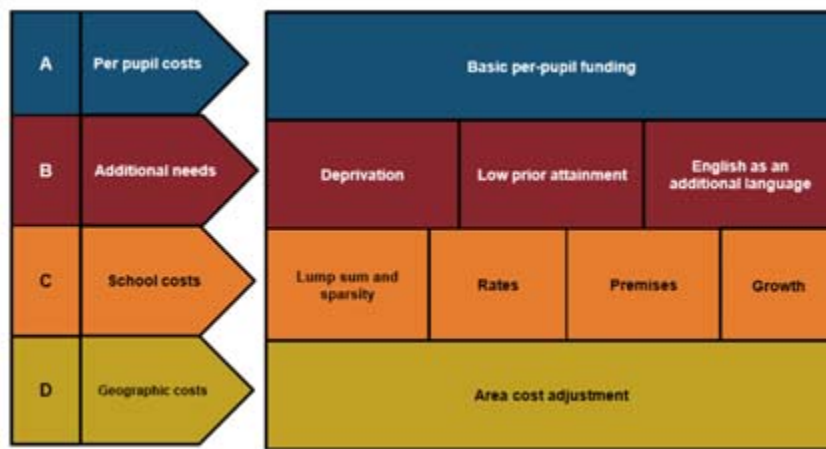 A
Per pupil costs
Basic per-pupil funding
B
Additional needs
Deprivation
Low prior attainment
English as an
additional language
C
School costs
Lump sum and
sparsity
Rates
Premises
Growth
D
Geographic costs
Area cost adjustment